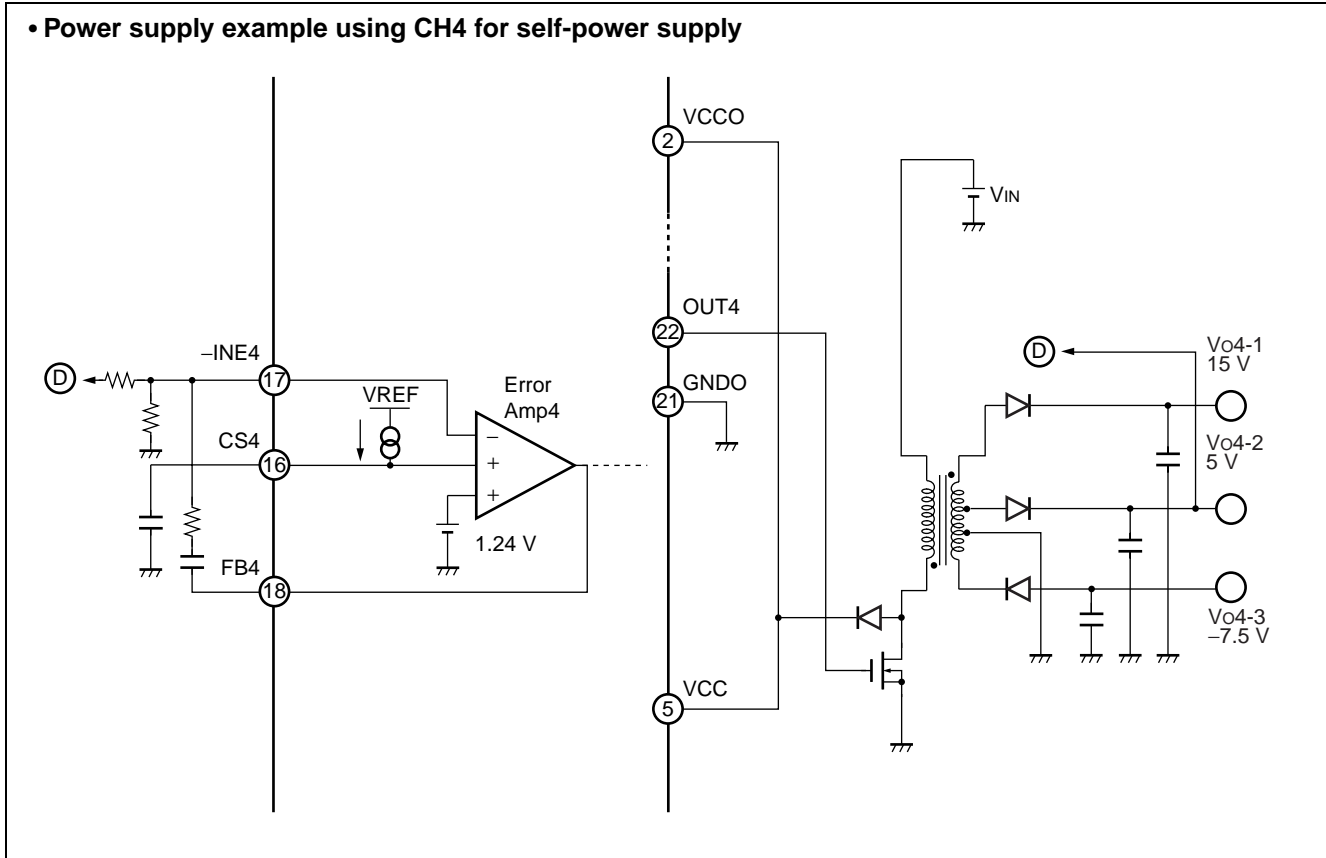 • Power supply example using CH4 for self-power supply
VCCO
2
VIN
OUT4
22
−INE4
D
17
VREF
Error
Amp4
GNDO
21
D
VO4-1
15 V
CS4
16
−
+
+
VO4-2
5 V
1.24 V
FB4
18
VO4-3
−7.5 V
VCC
5